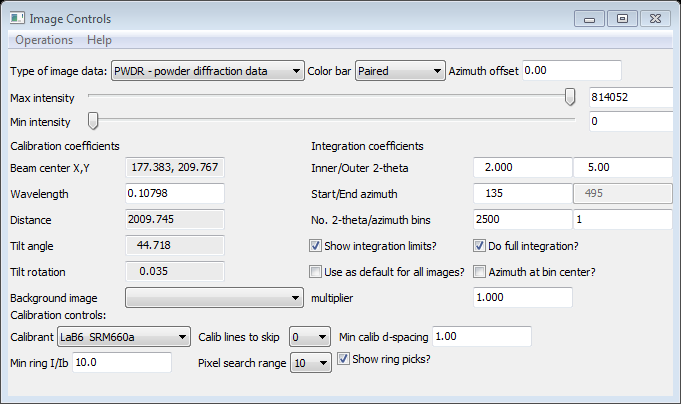 Image Controls
Operations Help
Type of image data: PWDR - powder diffraction data Color bar Paired Azimuth offset 0.00
Max intensity 814052
Min intensity 0
Calibration coefficients Integration coefficients
Beam center X,Y 177.383, 209.767 Inner/Outer 2-theta 2.000 5.00
Wavelength 0.10798 Start/End azimuth 135 495
Distance 2009.745 No. 2-theta/azimuth bins 2500 1
Tilt angle 44.718 Show integration limits? Do full integration?
Tilt rotation 0.035 Use as default for all images? Azimuth at bin center?
Background image multiplier 1.000
Calibration controls:
Calibrant LaB6 SRM660a Calib lines to skip 0 Min calib d-spacing 1.00
Min ring I/Ib 10.0 Pixel search range 10 Show ring picks?